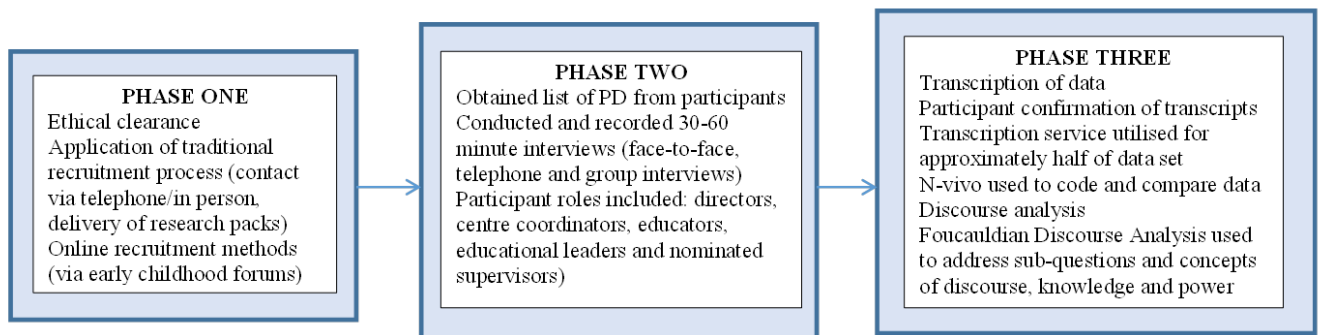 PHASE ONE
Ethical clearance
Application of traditional
recruitment process (contact
via telephone/in person,
delivery of research packs)
Online recruitment methods
(via early childhood forums)
PHASE TWO
Obtained list of PD from participants
Conducted and recorded 30-60
minute interviews (face-to-face,
telephone and group interviews)
Participant roles included: directors,
centre coordinators, educators,
educational leaders and nominated
supervisors)
PHASE THREE
Transcription of data
Participant confirmation of transcripts
Transcription service utilised for
approximately half of data set
N-vivo used to code and compare data
Discourse analysis
Foucauldian Discourse Analysis used
to address sub-questions and concepts
of discourse, knowledge and power